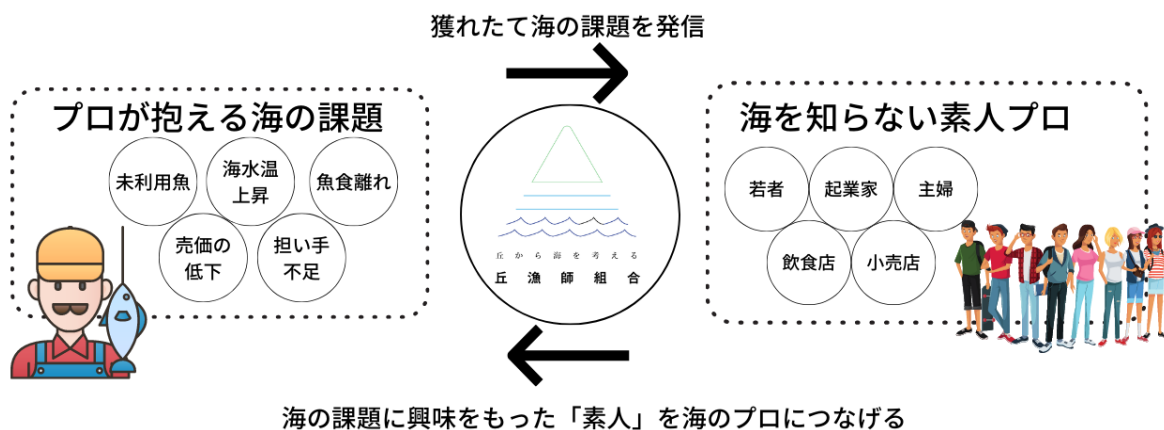 獲れたて海の課題を発信
プロが抱える海の課題
未利用魚
海水温
上昇
魚食離れ
売価の
低下
担い手
不足
丘から海を考える
丘漁師組合
海を知らない素人プロ
若者
起業家
主婦
飲食店
小売店
海の課題に興味をもった「素人」を海のプロにつなげる